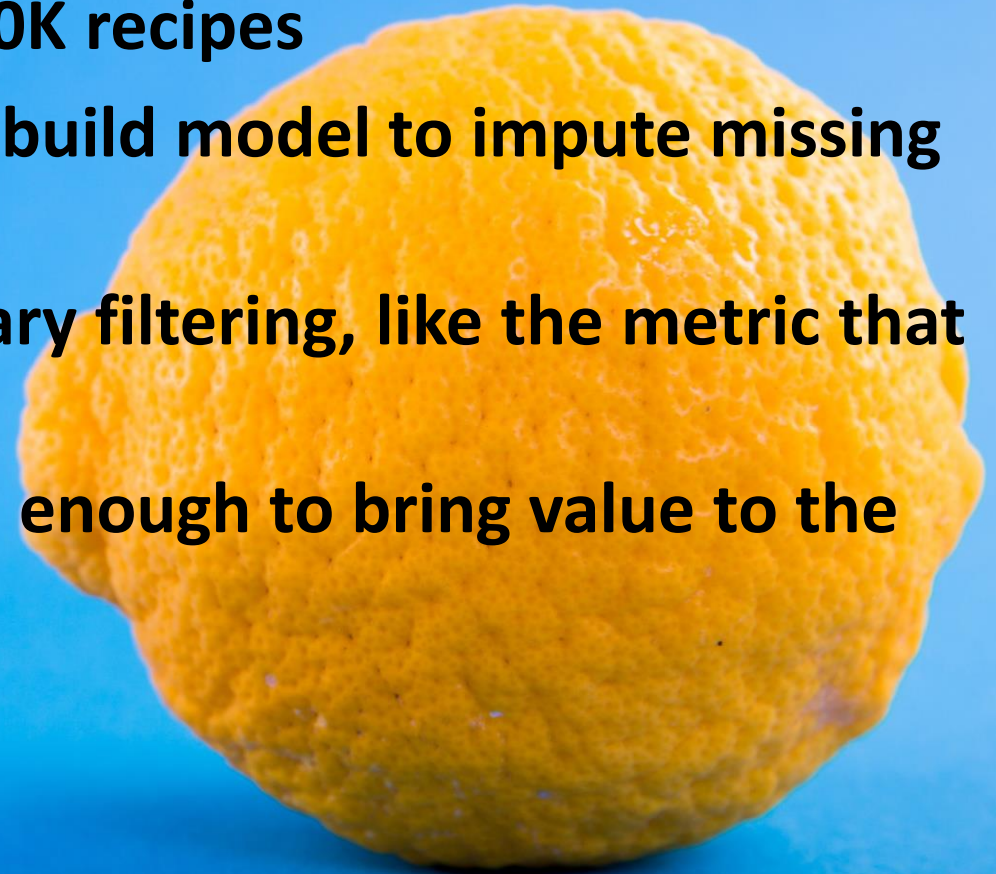 0K recipes
build model to impute missing
ary filtering, like the metric that
enough to bring value to the